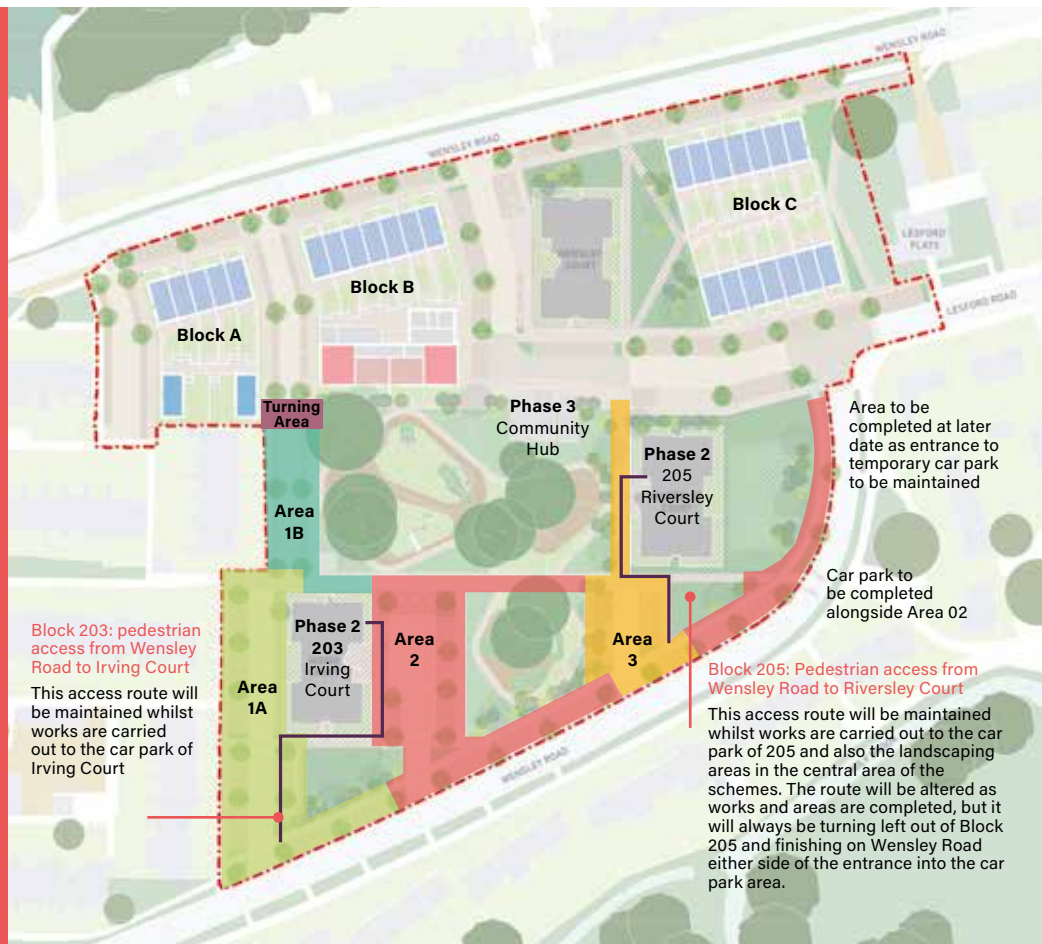 WENSLEY ROAD
WENSLEY ROAD
Block C
WENSLEY
COURT
LESFORD
FLATS
Block B
LESFORD ROAD
Block A
Turning
Area
Phase 3
Community
Hub
Area to be
completed at later
date as entrance to
temporary car park
to be maintained
Phase 2
205
Riversley
Court
Area
1B
Car park to
be completed
alongside Area 02
Block 203: pedestrian
access from Wensley
Road to Irving Court
This access route will
be maintained whilst
works are carried
out to the car park of
Irving Court
Phase 2
203
Irving
Court
Area
2
Area
3
Area
1A
Block 205: Pedestrian access from
Wensley Road to Riversley Court
This access route will be maintained
whilst works are carried out to the car
park of 205 and also the landscaping
areas in the central area of the
schemes. The route will be altered as
works and areas are completed, but it
will always be turning left out of Block
205 and finishing on Wensley Road
either side of the entrance into the car
park area.
WENSLEY ROAD